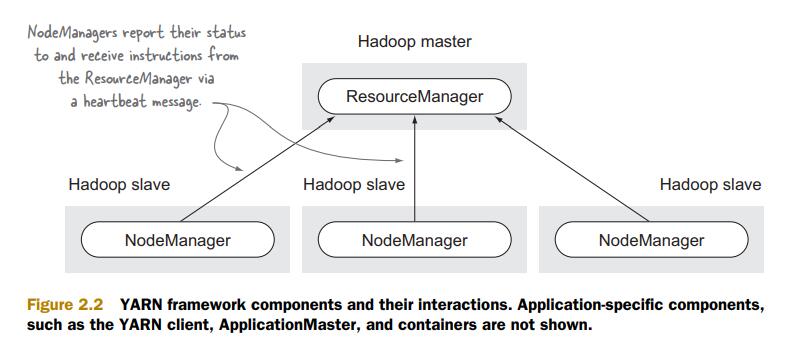 NodeManagers report their status
to and receive instructions from
the ResourceManager via
a heartbeat message.
Hadoop master
ResourceManager
Hadoop slave
Hadoop slave
Hadoop slave
NodeManager
NodeManager
NodeManager
Figure 2.2 YARN framework components and their interactions. Application-specific components,
such as the YARN client, ApplicationMaster, and containers are not shown.